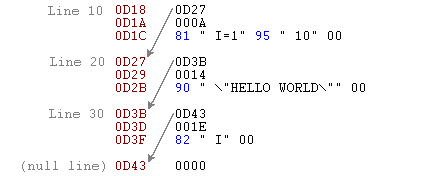 Line 10 0D18 0D27
0D1A 000A
0D1C 81 " I=1" 95 " 10" 00
Line 20 0D27 0D3B
0D29 0014
0D2B 90 " \"HELLO WORLD\"" 00
Line 30 0D3B 0D43
0D3D 001E
0D3F 82 " I" 00
(null line) 0D43 0000